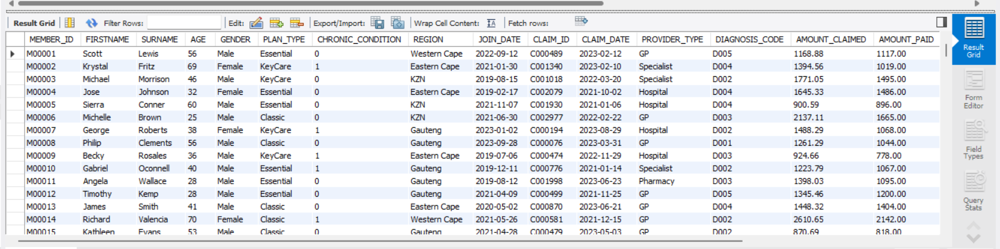 Result Grid Filter Rows: Edit: Export/Import: Wrap Cell Content: IA Fetch rows:
MEMBER_ID FIRSTNAME SURNAME AGE GENDER PLAN_TYPE CHRONIC_CONDITION REGION JOIN_DATE CLAIM_ID CLAIM_DATE PROVIDER_TYPE DIAGNOSIS_CODE AMOUNT_CLAIMED AMOUNT_PAID
M00001 Scott Lewis 56 Male Essential 0 Western Cape 2022-09-12 C000489 2023-02-12 GP D005 1168.88 1117.00
M00002 Krystal Fritz 69 Female KeyCare 1 Eastern Cape 2021-01-30 C001340 2023-02-10 Specialist D004 1394.56 1019.00
M00003 Michael Morrison 46 Male KeyCare 0 KZN 2019-08-15 C001018 2022-03-20 Specialist D002 1771.05 1495.00
M00004 Jose Johnson 32 Female Essential 0 Eastern Cape 2019-02-17 C002079 2021-10-02 Hospital D004 1645.33 1486.00
M00005 Sierra Conner 60 Male Essential 0 KZN 2021-11-07 C001930 2021-01-06 Hospital D004 900.59 896.00
M00006 Michelle Brown 25 Male Classic 0 KZN 2021-06-30 C002977 2022-02-22 GP D003 2137.11 1665.00
M00007 George Roberts 38 Female KeyCare 1 Gauteng 2023-01-02 C000194 2023-08-29 Hospital D002 1488.29 1068.00
M00008 Philip Clements 56 Male Classic 0 Gauteng 2023-09-28 C000076 2023-03-31 GP D001 1261.29 1044.00
M00009 Becky Rosales 36 Male KeyCare 1 Eastern Cape 2019-07-06 C000474 2022-11-29 Hospital D003 924.66 778.00
M00010 Gabriel Oconnell 40 Male Essential 1 Gauteng 2019-12-11 C000776 2021-01-14 Specialist D002 1223.79 1067.00
M00011 Angela Wallace 28 Male Essential 0 Gauteng 2019-08-12 C001998 2023-06-23 Pharmacy D003 1398.03 1095.00
M00012 Timothy Kemp 28 Male Essential 0 Gauteng 2021-04-09 C000499 2021-11-25 GP D005 1345.46 1200.00
M00013 James Smith 41 Male Classic 0 Eastern Cape 2020-05-02 C000870 2023-06-21 GP D004 1448.32 1404.00
M00014 Richard Valencia 70 Female Classic 1 Western Cape 2021-05-26 C000581 2021-12-15 GP D002 2610.65 2142.00
M00015 Kathleen Evans 53 Male Classic 0 Gauteng 2021-04-28 C000479 2023-05-03 GP D002 870.69 818.00
Result
Grid
Form
Editor
Field
Types
Query
Stats